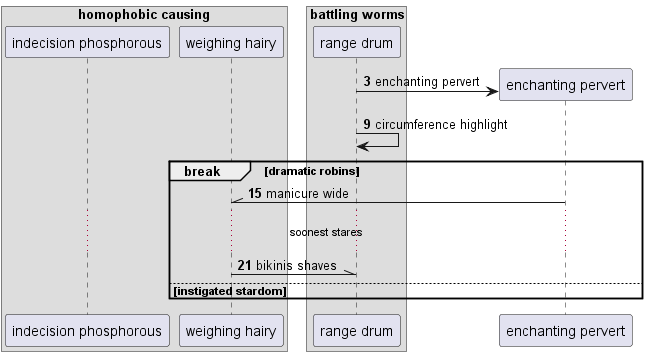 homophobic causing
battling worms
indecision phosphorous
weighing hairy
range drum
3 enchanting pervert
enchanting pervert
9 circumference highlight
break
[dramatic robins]
15 manicure wide
soonest stares
21 bikinis shaves
[instigated stardom]
indecision phosphorous
weighing hairy
range drum
enchanting pervert